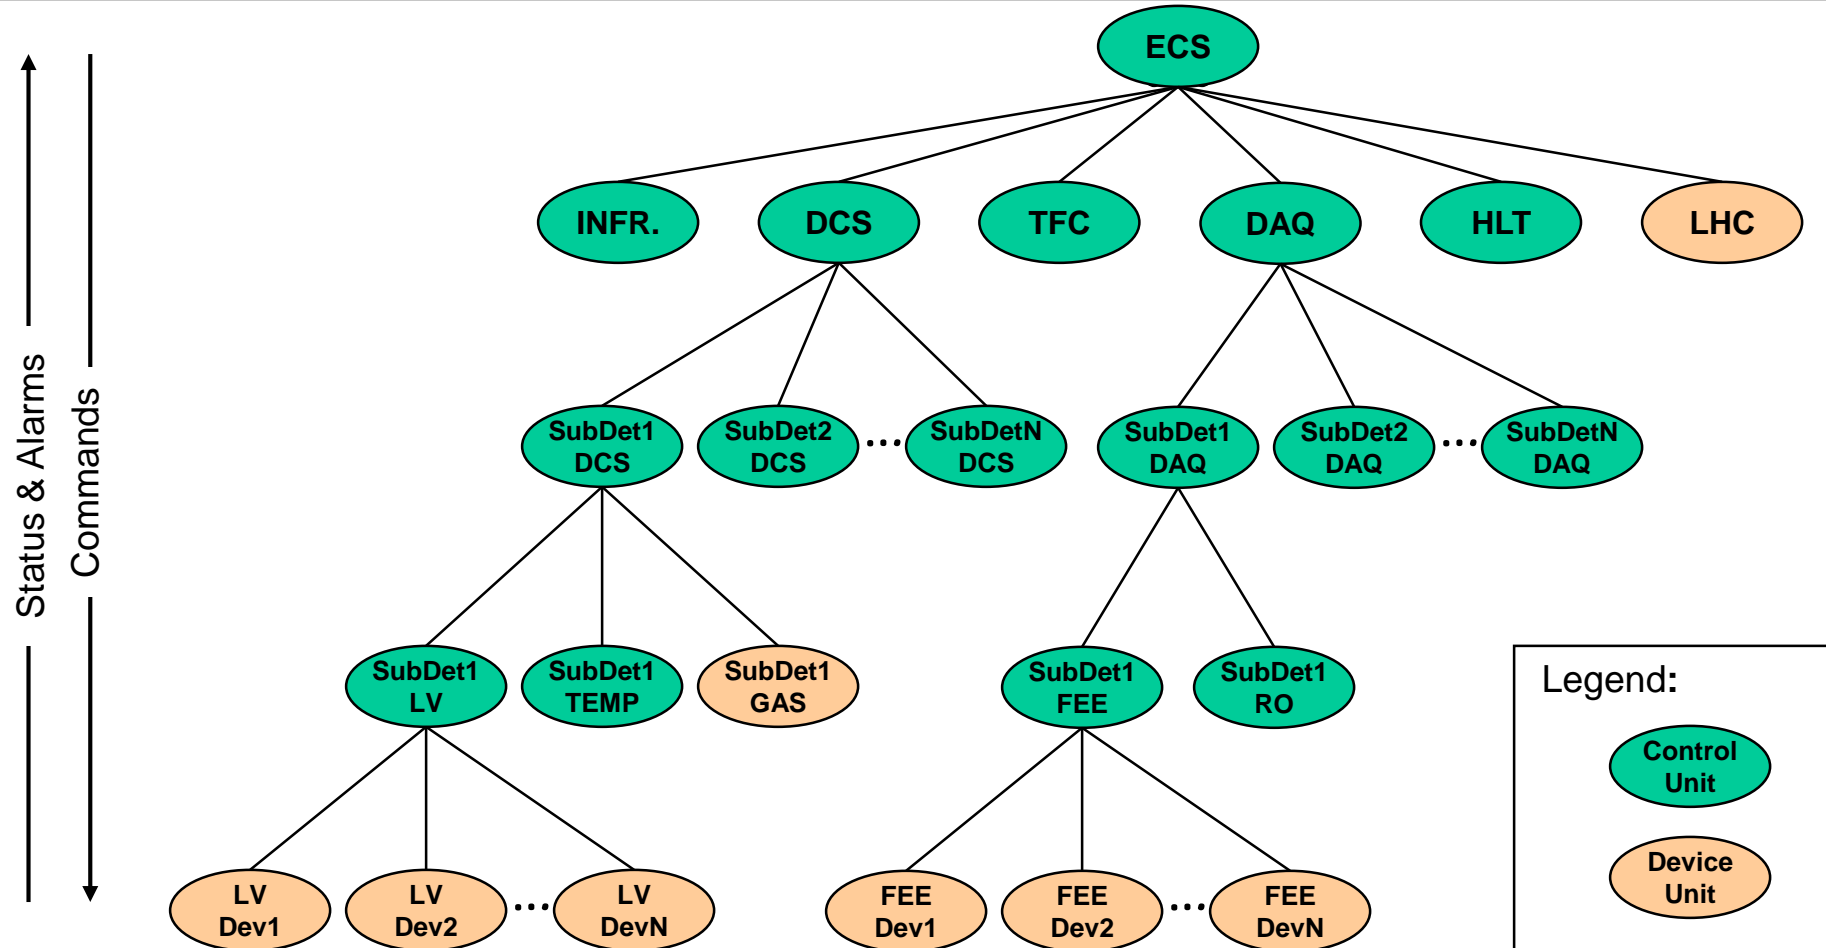 ECS
INFR.
DCS
TFC
DAQ
HLT
LHC
Status & Alarms
Commands
SubDet1
DCS
SubDet2
DCS
...
SubDetN
DCS
SubDet1
DAQ
SubDet2
DAQ
...
SubDetN
DAQ
SubDet1
LV
SubDet1
TEMP
SubDet1
GAS
SubDet1
FEE
SubDet1
RO
LV
Dev1
LV
Dev2
...
LV
DevN
FEE
Dev1
FEE
Dev2
...
FEE
DevN
Legend:
Control
Unit
Device
Unit